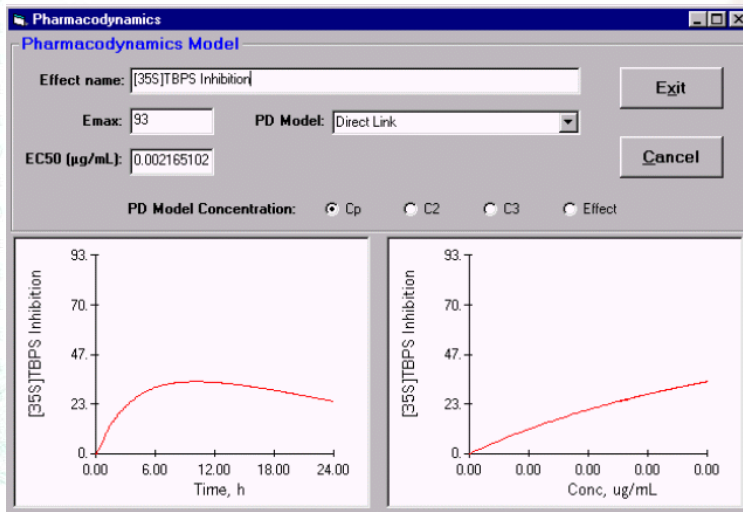 Pharmacodynamics
Pharmacodynamics Model
Effect name: [35S]TBPS Inhibition
Exit
Emax: 93 PD Model: Direct Link
EC50 (µg/mL): 0.002165102
Cancel
PD Model Concentration: Cp C2 C3 Effect
93.
70.
47.
23.
0.
[35S]TBPS Inhibition
0.00 6.00 12.00 18.00 24.00
Time, h
93.
70.
47.
23.
0.
[35S]TBPS Inhibition
0.00 0.00 0.00 0.00 0.00
Conc, ug/mL